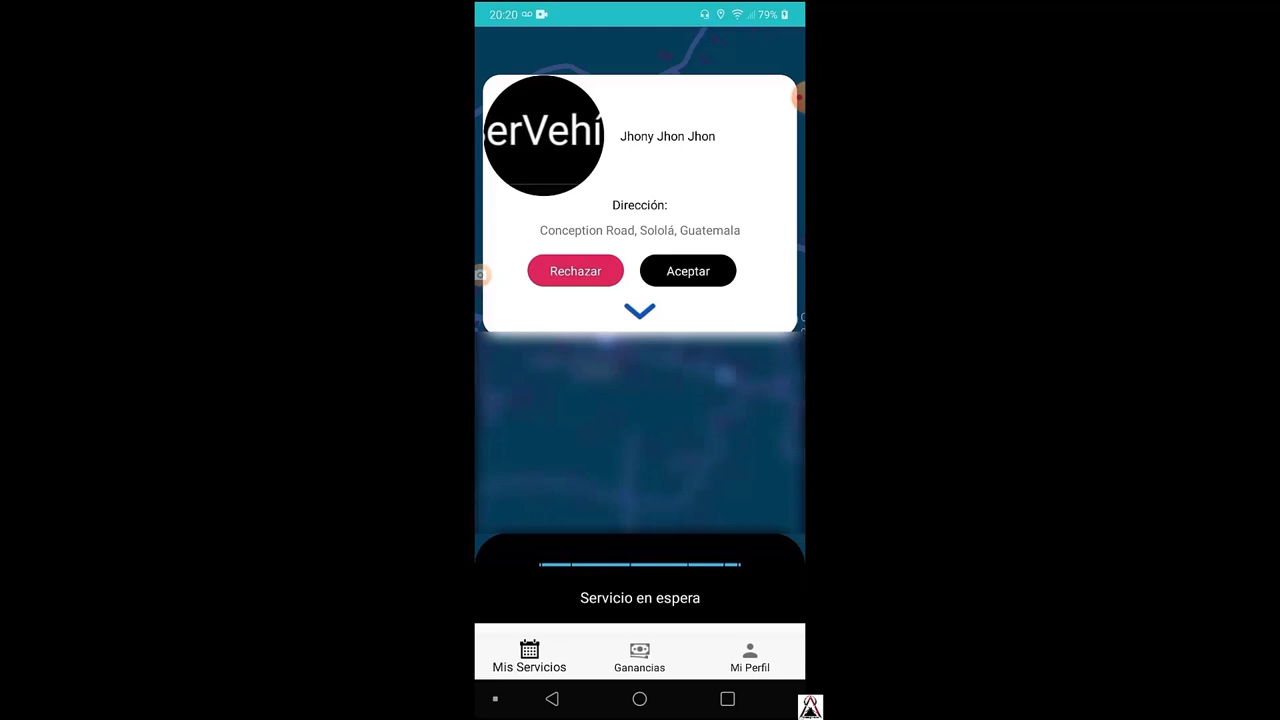 20:20
79%
erVehí
Jhony Jhon Jhon
Dirección:
Conception Road, Sololá, Guatemala
Rechazar
Aceptar
Servicio en espera
Mis Servicios
Ganancias
Mi Perfil